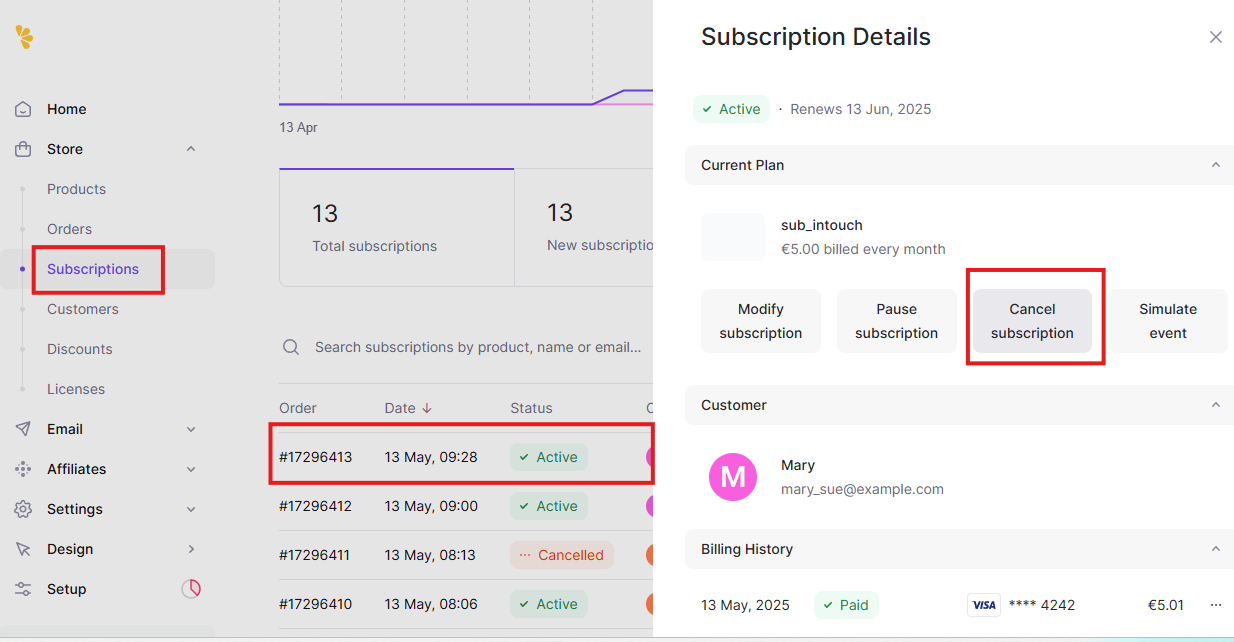 Home
Store
Products
Orders
Subscriptions
Customers
Discounts
Licenses
Email
Affiliates
Settings
Design
Setup
13 Apr
13
Total subscriptions
13
New subscriptio
Search subscriptions by product, name or email...
Order Date Status
#17296413 13 May, 09:28 Active
#17296412 13 May, 09:00 Active
#17296411 13 May, 08:13 Cancelled
#17296410 13 May, 08:06 Active
Subscription Details
Active · Renews 13 Jun, 2025
Current Plan
sub_intouch
€5.00 billed every month
Modify
subscription
Pause
subscription
Cancel
subscription
Simulate
event
Customer
M
Mary
mary_sue@example.com
Billing History
13 May, 2025 Paid VISA **** 4242 €5.01